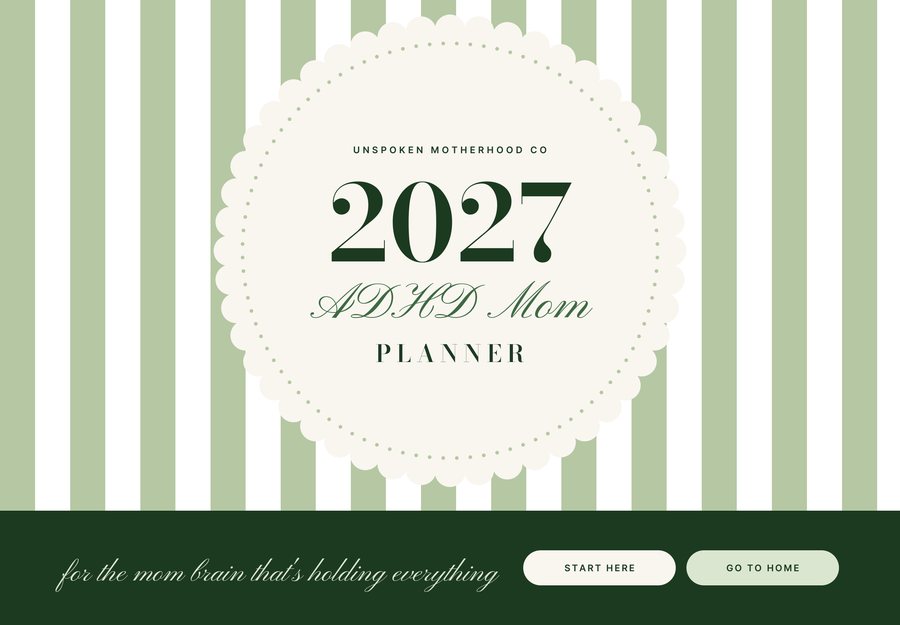 UNSPOKEN MOTHERHOOD CO
2027
ADHD Mom
PLANNER
for the mom brain that's holding everything
START HERE
GO TO HOME